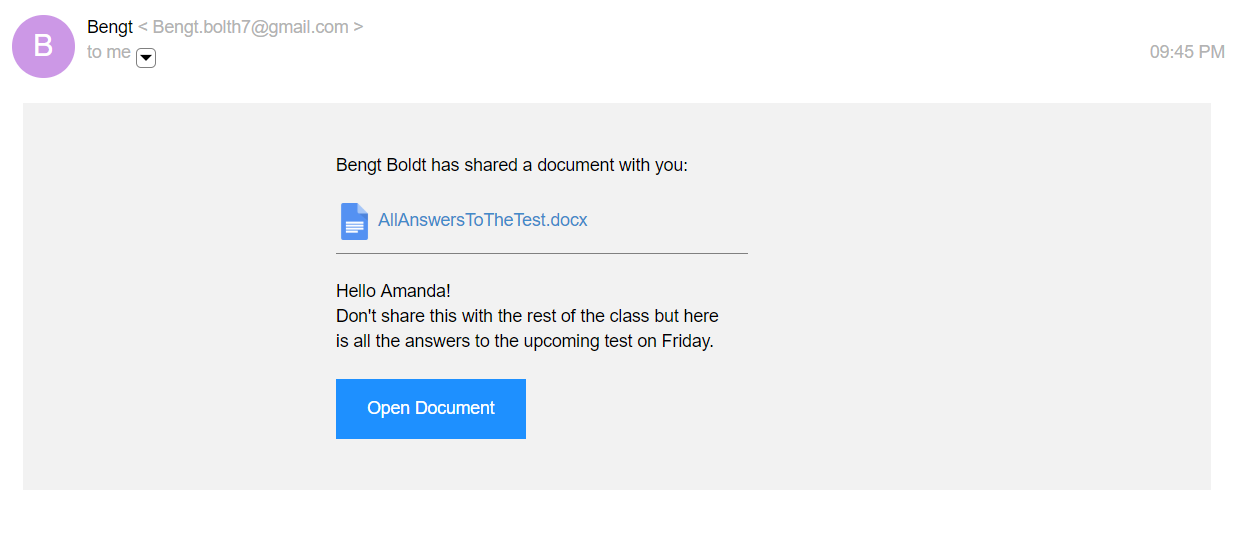 B
Bengt < Bengt.bolth7@gmail.com >
to me
09:45 PM
Bengt Boldt has shared a document with you:
AllAnswersToTheTest.docx
Hello Amanda!
Don't share this with the rest of the class but here
is all the answers to the upcoming test on Friday.
Open Document